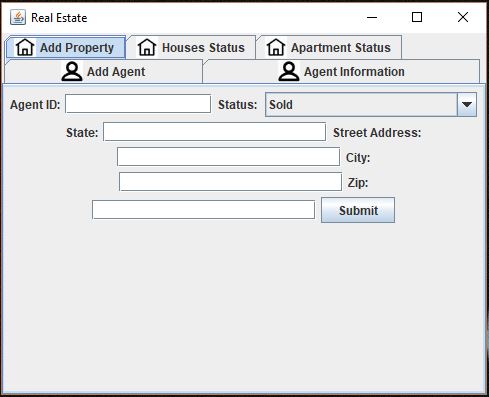 Real Estate
Add Property Houses Status Apartment Status
Add Agent Agent Information
Agent ID: Status: Sold
State: Street Address:
City:
Zip:
Submit